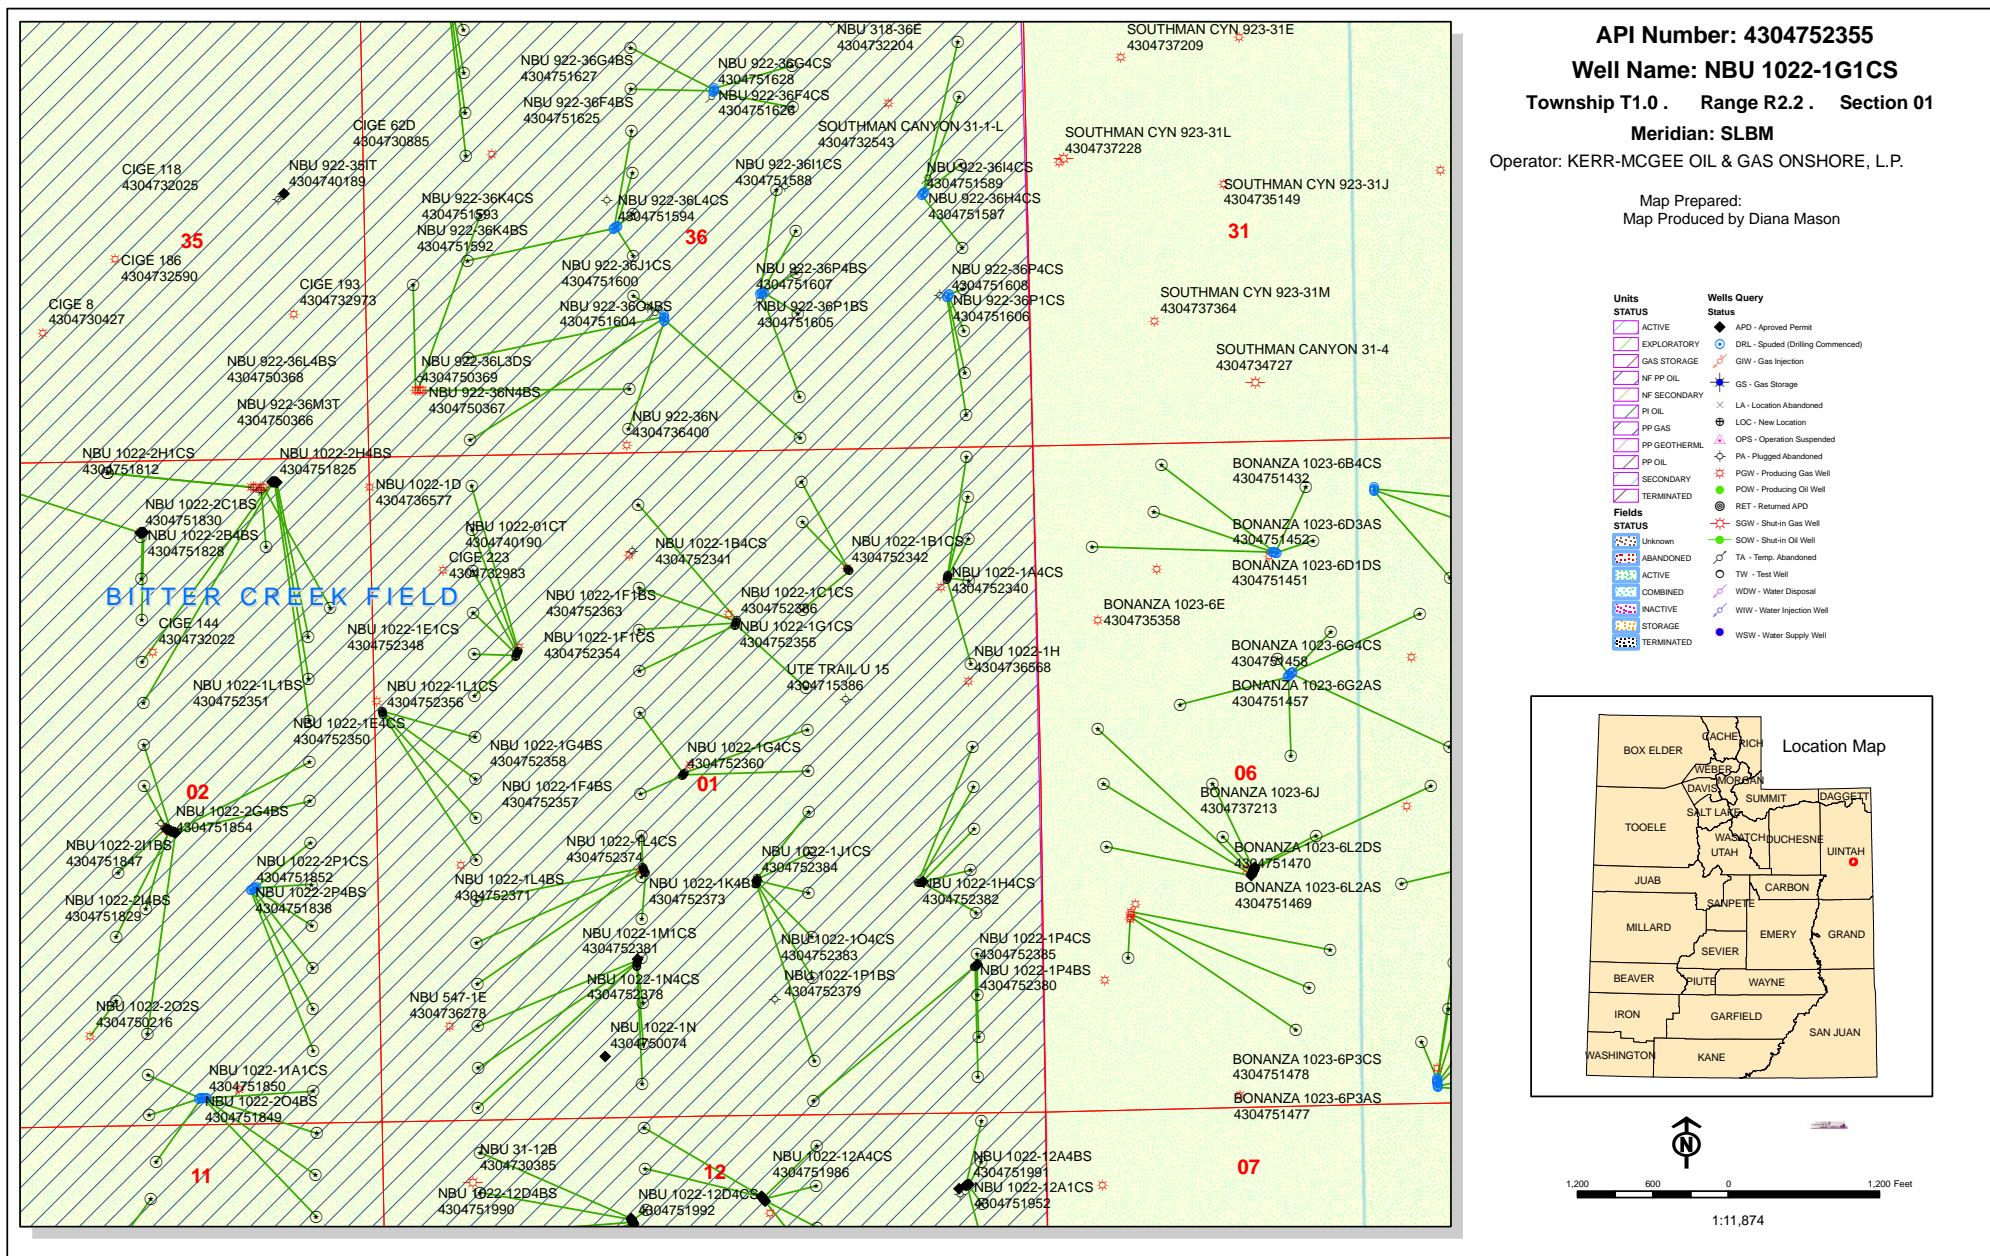 API Number: 4304752355
Well Name: NBU 1022-1G1CS
Township T1.0 . Range R2.2 . Section 01
Meridian: SLBM
Operator: KERR-MCGEE OIL & GAS ONSHORE, L.P.
Map Prepared:
Map Produced by Diana Mason
NBU 318-36E
4304732204
SOUTHMAN CYN 923-31E
4304737209
NBU 922-36G4BS
4304751627
NBU 922-36G4CS
4304751628
NBU 922-36F4CS
4304751626
NBU 922-36F4BS
4304751625
CIGE 62D
4304730885
SOUTHMAN CANYON 31-1-L
4304732543
SOUTHMAN CYN 923-31L
4304737228
CIGE 118
4304732025
NBU 922-35IT
4304740189
NBU 922-36I1CS
4304751588
NBU 922-36I4CS
4304751589
NBU 922-36H4CS
4304751587
SOUTHMAN CYN 923-31J
4304735149
NBU 922-36K4CS
4304751593
NBU 922-36L4CS
4304751594
NBU 922-36K4BS
4304751592
35
36
31
CIGE 186
4304732590
NBU 922-36J1CS
4304751600
NBU 922-36P4BS
4304751607
NBU 922-36P4CS
4304751608
CIGE 193
4304732973
CIGE 8
4304730427
NBU 922-36O4BS
4304751604
NBU 922-36P1BS
4304751605
NBU 922-36P1CS
4304751606
SOUTHMAN CYN 923-31M
4304737364
SOUTHMAN CANYON 31-4
4304734727
NBU 922-36L4BS
4304750368
NBU 922-36L3DS
4304750369
NBU 922-36N4BS
4304750367
NBU 922-36M3T
4304750366
NBU 922-36N
4304736400
NBU 1022-2H1CS
4304751812
NBU 1022-2H4BS
4304751825
NBU 1022-1D
4304736577
BONANZA 1023-6B4CS
4304751432
NBU 1022-2C1BS
4304751830
NBU 1022-2B4BS
4304751828
NBU 1022-01CT
4304740190
CIGE 223
4304732983
NBU 1022-1B4CS
4304752341
NBU 1022-1B1CS
4304752342
NBU 1022-1A4CS
4304752340
BONANZA 1023-6D3AS
4304751452
BONANZA 1023-6D1DS
4304751451
BITTER CREEK FIELD
NBU 1022-1F1BS
4304752363
NBU 1022-1C1CS
4304752386
NBU 1022-1G1CS
4304752355
BONANZA 1023-6E
4304735358
CIGE 144
4304732022
NBU 1022-1E1CS
4304752348
NBU 1022-1F1CS
4304752354
UTE TRAIL U 15
4304715386
NBU 1022-1H
4304736568
BONANZA 1023-6G4CS
4304751458
BONANZA 1023-6G2AS
4304751457
NBU 1022-1L1BS
4304752351
NBU 1022-1L1CS
4304752356
NBU 1022-1E4CS
4304752350
NBU 1022-1G4BS
4304752358
NBU 1022-1G4CS
4304752360
NBU 1022-1F4BS
4304752357
02
01
06
BONANZA 1023-6J
4304737213
NBU 1022-2G4BS
4304751854
NBU 1022-2I1BS
4304751847
NBU 1022-2P1CS
4304751852
NBU 1022-2P4BS
4304751838
NBU 1022-2I4BS
4304751829
NBU 1022-1L4CS
4304752374
NBU 1022-1L4BS
4304752371
NBU 1022-1K4BS
4304752373
NBU 1022-1J1CS
4304752384
NBU 1022-1H4CS
4304752382
BONANZA 1023-6L2DS
4304751470
BONANZA 1023-6L2AS
4304751469
NBU 1022-1M1CS
4304752381
NBU 1022-1O4CS
4304752383
NBU 1022-1P4CS
4304752385
NBU 1022-1P4BS
4304752380
NBU 1022-1N4CS
4304752378
NBU 1022-1P1BS
4304752379
NBU 1022-2O2S
4304750216
NBU 547-1E
4304736278
NBU 1022-1N
4304750074
NBU 1022-11A1CS
4304751850
NBU 1022-2O4BS
4304751849
BONANZA 1023-6P3CS
4304751478
BONANZA 1023-6P3AS
4304751477
11
12
07
NBU 31-12B
4304730385
NBU 1022-12D4BS
4304751990
NBU 1022-12D4CS
4304751992
NBU 1022-12A4CS
4304751986
NBU 1022-12A4BS
4304751991
NBU 1022-12A1CS
4304751952
Units
STATUS
ACTIVE
EXPLORATORY
GAS STORAGE
NF PP OIL
NF SECONDARY
PI OIL
PP GAS
PP GEOTHERML
PP OIL
SECONDARY
TERMINATED
Fields
STATUS
Unknown
ABANDONED
ACTIVE
COMBINED
INACTIVE
STORAGE
TERMINATED
Wells Query
Status
APD - Aproved Permit
DRL - Spuded (Drilling Commenced)
GIW - Gas Injection
GS - Gas Storage
LA - Location Abandoned
LOC - New Location
OPS - Operation Suspended
PA - Plugged Abandoned
PGW - Producing Gas Well
POW - Producing Oil Well
RET - Returned APD
SGW - Shut-in Gas Well
SOW - Shut-in Oil Well
TA - Temp. Abandoned
TW - Test Well
WDW - Water Disposal
WIW - Water Injection Well
WSW - Water Supply Well
Location Map
BOX ELDER
CACHE
RICH
WEBER
MORGAN
DAVIS
SUMMIT
DAGGETT
SALT LAKE
TOOELE
WASATCH
DUCHESNE
UTAH
UINTAH
JUAB
CARBON
SANPETE
MILLARD
EMERY
GRAND
SEVIER
BEAVER
PIUTE
WAYNE
IRON
GARFIELD
SAN JUAN
WASHINGTON
KANE
N
1,200 600 0 1,200 Feet
1:11,874